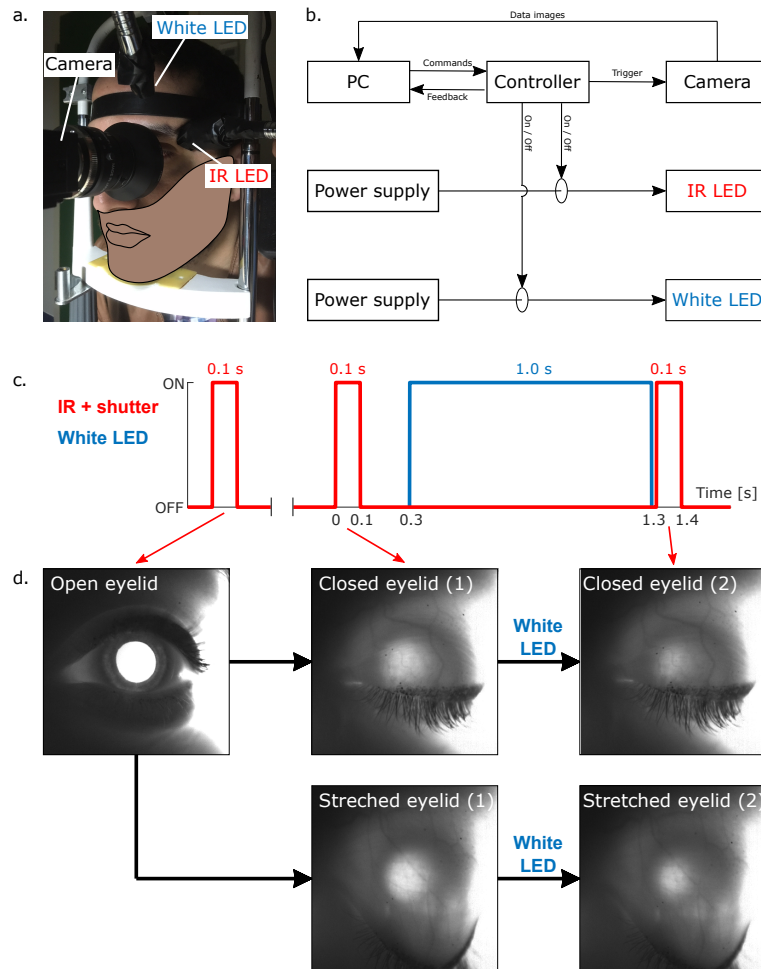 a.
White LED
Camera
IR LED
b.
Data images
PC
Commands
Feedback
Controller
Trigger
Camera
On / Off
On / Off
Power supply
IR LED
Power supply
White LED
c.
0.1 s
0.1 s
1.0 s
0.1 s
ON
IR + shutter
White LED
OFF
Time [s]
0
0.1
0.3
1.3
1.4
d.
Open eyelid
Closed eyelid (1)
White
LED
Closed eyelid (2)
Streched eyelid (1)
White
LED
Stretched eyelid (2)